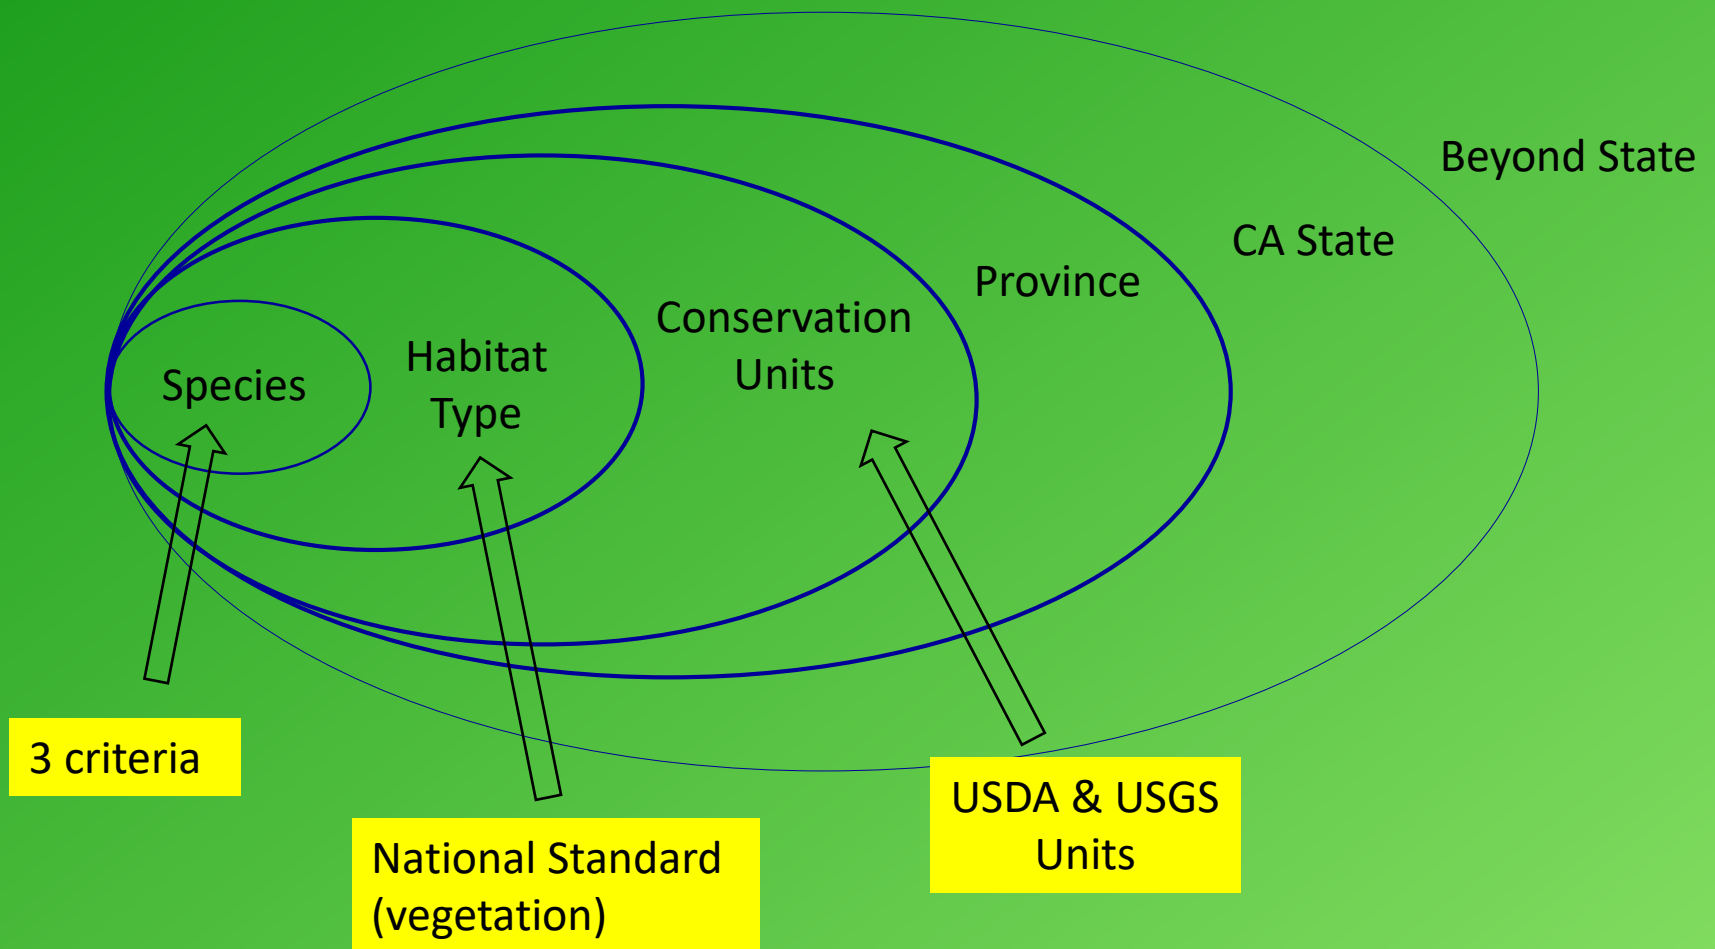 Beyond State
CA State
Province
Conservation
Units
Habitat
Type
Species
3 criteria
National Standard
(vegetation)
USDA & USGS
Units